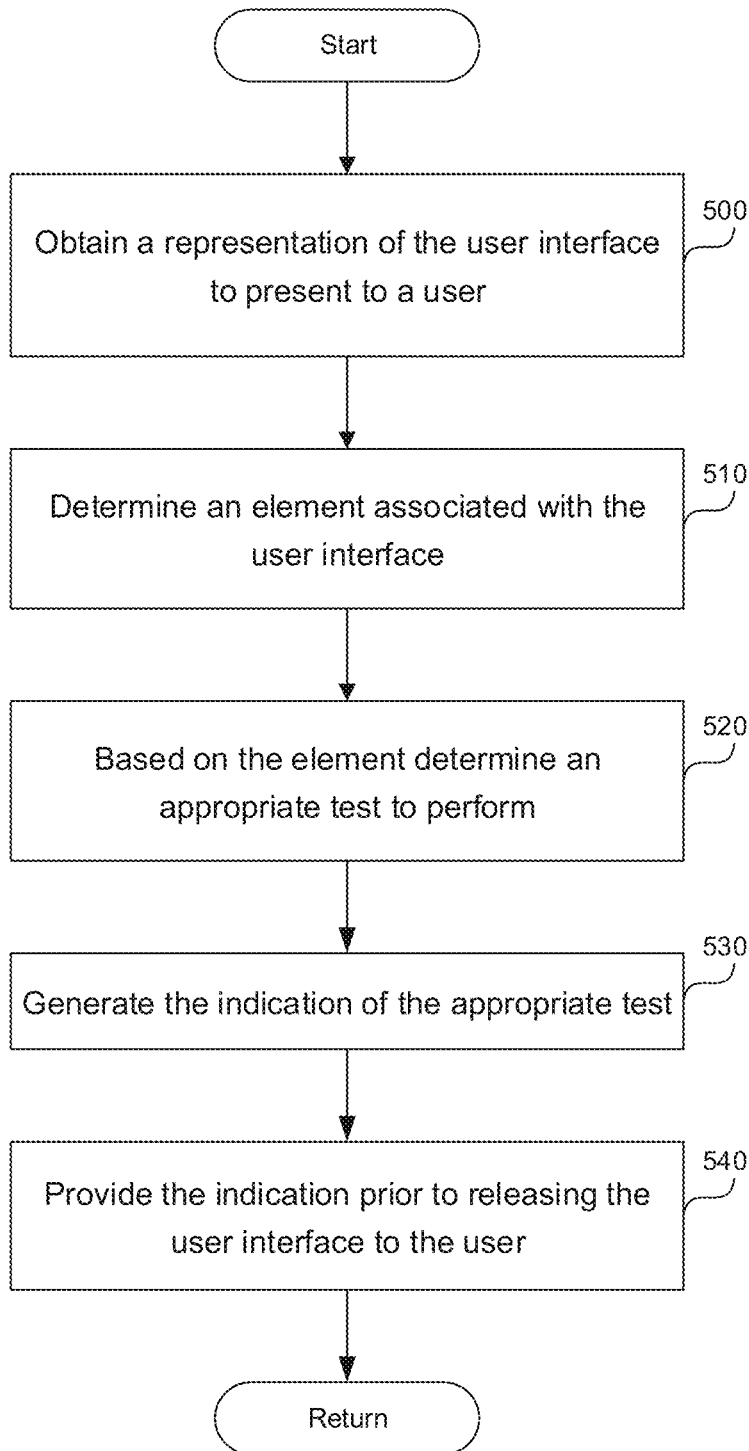 Start
500
Obtain a representation of the user interface
to present to a user
510
Determine an element associated with the
user interface
520
Based on the element determine an
appropriate test to perform
530
Generate the indication of the appropriate test
540
Provide the indication prior to releasing the
user interface to the user
Return